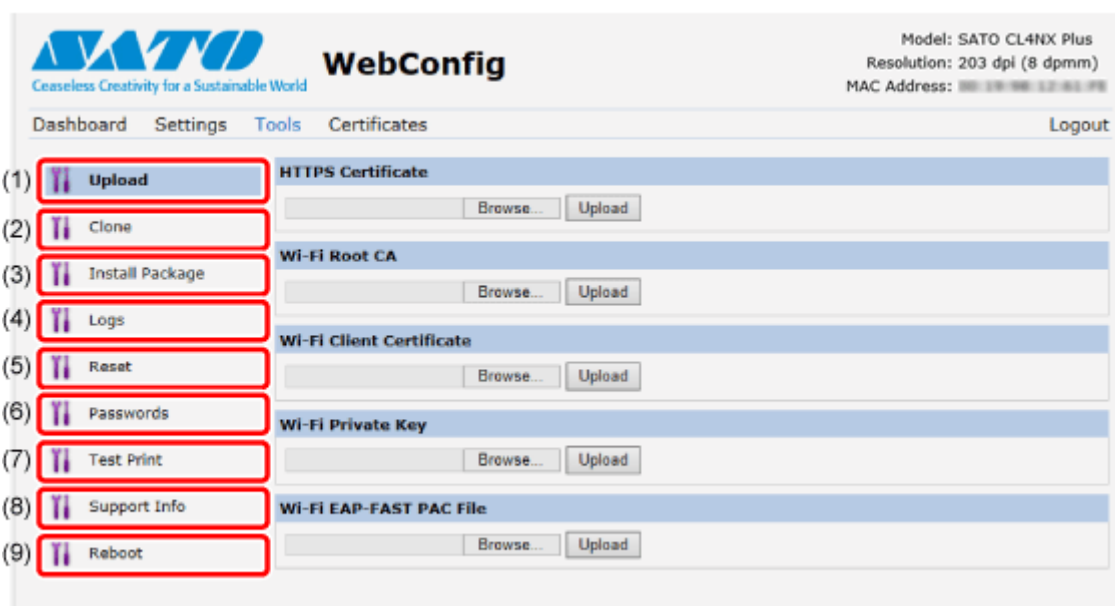 SATO
Ceaseless Creativity for a Sustainable World
WebConfig
Model: SATO CL4NX Plus
Resolution: 203 dpi (8 dpmm)
MAC Address:
Dashboard Settings Tools Certificates Logout
(1) Upload
(2) Clone
(3) Install Package
(4) Logs
(5) Reset
(6) Passwords
(7) Test Print
(8) Support Info
(9) Reboot
HTTPS Certificate
Browse... Upload
Wi-Fi Root CA
Browse... Upload
Wi-Fi Client Certificate
Browse... Upload
Wi-Fi Private Key
Browse... Upload
Wi-Fi EAP-FAST PAC File
Browse... Upload